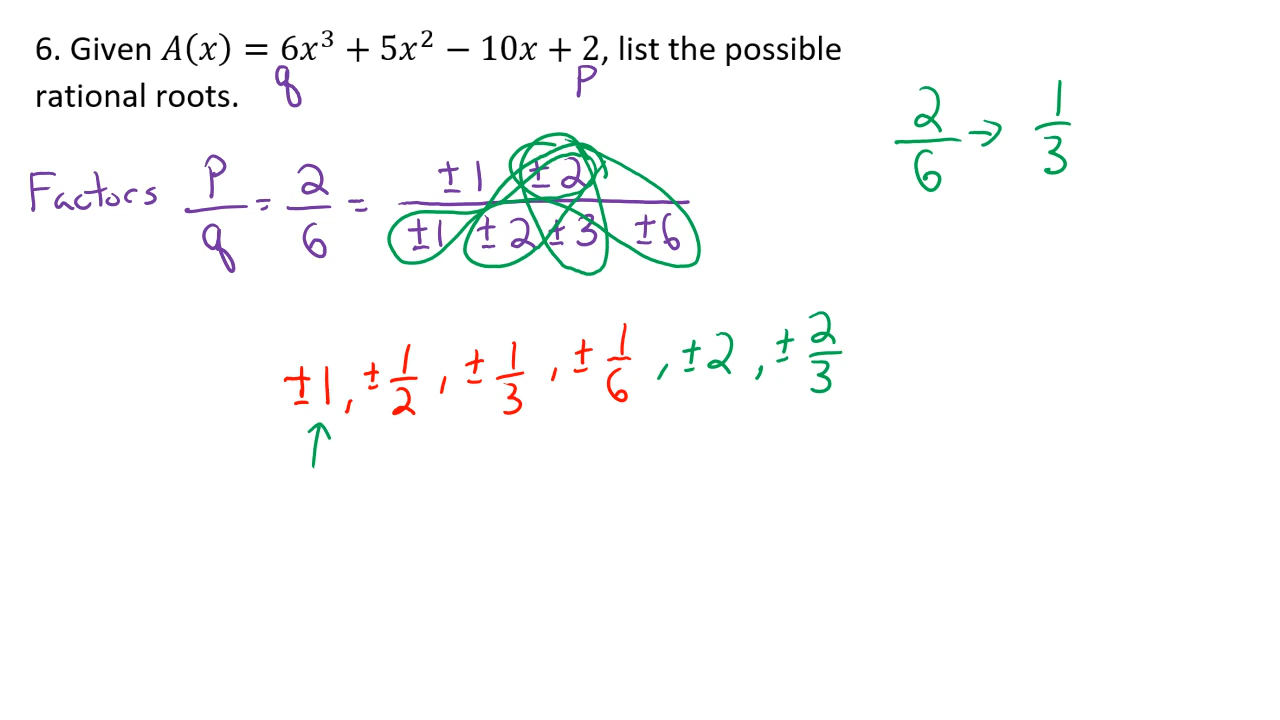 6. Given A(x) = 6x³ + 5x² − 10x + 2, list the possible
rational roots.
q p
2/6 → 1/3
Factors p/q = 2/6 = ±1 ±2 / ±1 ±2 ±3 ±6
±1, ±1/2, ±1/3, ±1/6, ±2, ±2/3
↑